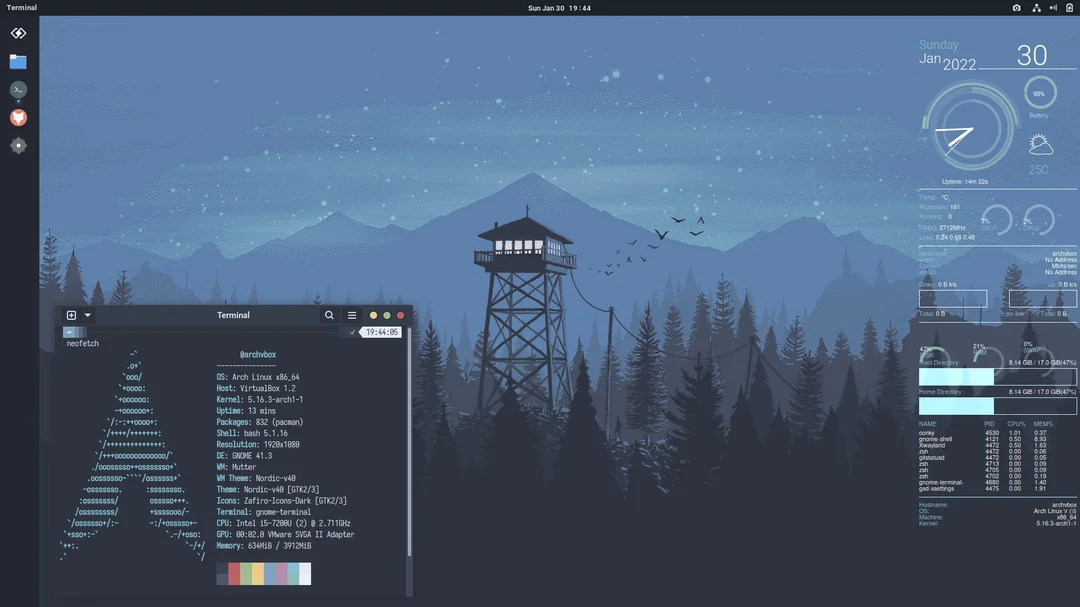 Terminal
Sun Jan 30 19:44
Sunday
Jan 2022
30
98%
Battery
25C
Uptime: 14m 22s
Temp: °C
Processes: 161
Running: 0
2712MHz
Load: 0.24 0.68 0.46
3% CPU1
2% CPU2
archvbox
No Address
Mbits/sec
No Address
Down: 0 B k/s
Up: 0 B k/s
Total: 0 B
no link
Total: 0 B
47%
DISK
21%
RAM
0%
SWAP
Root Directory: 8.14 GiB / 17.0 GiB(47%)
Home Directory: 8.14 GiB / 17.0 GiB(47%)
NAME PID CPU% MEM%
conky 4530 1.01 0.37
gnome-shell 4121 0.50 8.93
Xwayland 4472 0.50 1.63
zsh 4472 0.00 0.06
gitstatusd 4472 0.00 0.05
zsh 4713 0.00 0.09
zsh 4705 0.00 0.09
zsh 4702 0.00 0.19
gnome-terminal- 4680 0.00 1.40
gsd-xsettings 4475 0.00 1.91
Hostname: archvbox
OS: Arch Linux
Machine: x86_64
Kernel: 5.16.3-arch1-1
Terminal
~
✓ 19:44:05
neofetch
@archvbox
---------------
OS: Arch Linux x86_64
Host: VirtualBox 1.2
Kernel: 5.16.3-arch1-1
Uptime: 13 mins
Packages: 832 (pacman)
Shell: bash 5.1.16
Resolution: 1920x1080
DE: GNOME 41.3
WM: Mutter
WM Theme: Nordic-v40
Theme: Nordic-v40 [GTK2/3]
Icons: Zafiro-Icons-Dark [GTK2/3]
Terminal: gnome-terminal
CPU: Intel i5-7200U (2) @ 2.711GHz
GPU: 00:02.0 VMware SVGA II Adapter
Memory: 634MiB / 3912MiB